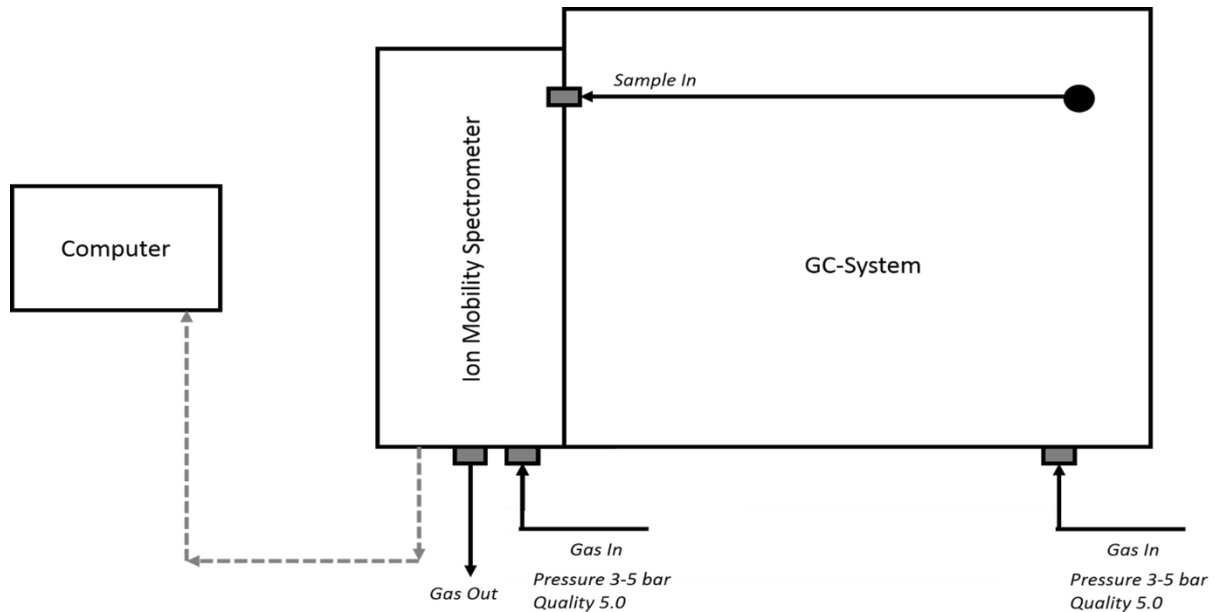 Sample In
Ion Mobility Spectrometer
Computer
GC-System
Gas Out
Gas In
Pressure 3-5 bar
Quality 5.0
Gas In
Pressure 3-5 bar
Quality 5.0